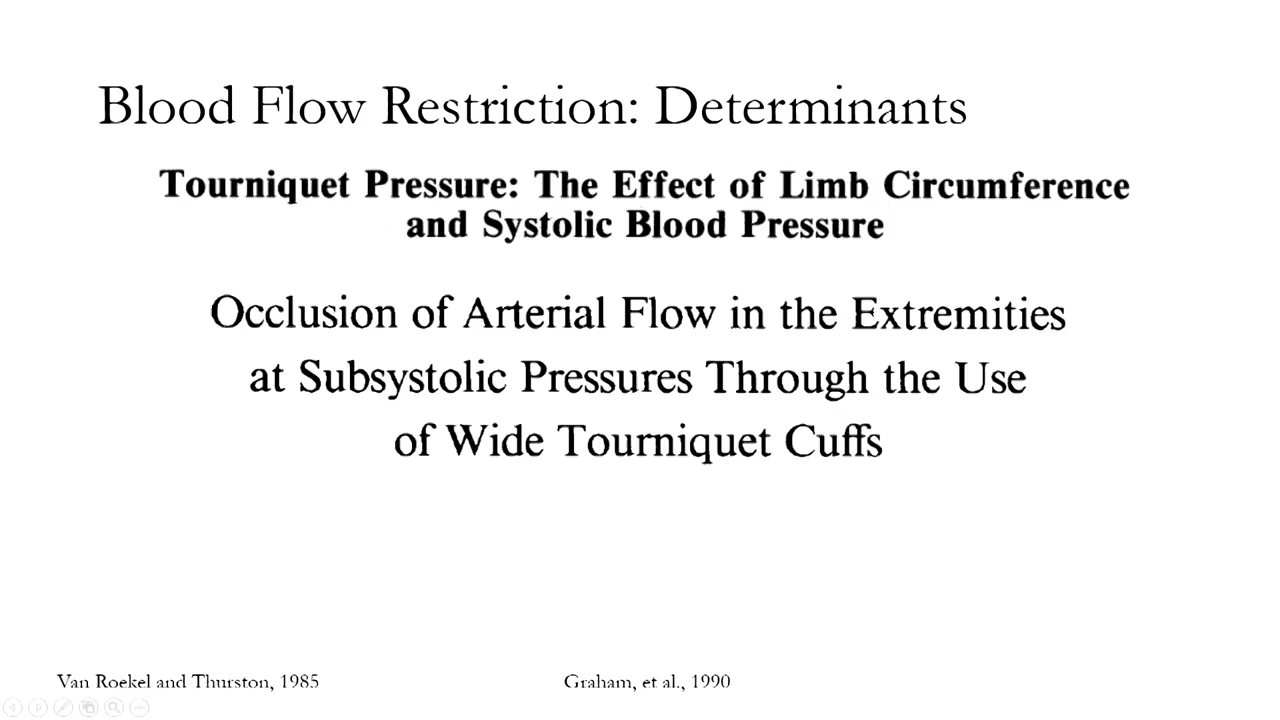 Blood Flow Restriction: Determinants
Tourniquet Pressure: The Effect of Limb Circumference
and Systolic Blood Pressure
Occlusion of Arterial Flow in the Extremities
at Subsystolic Pressures Through the Use
of Wide Tourniquet Cuffs
Van Roekel and Thurston, 1985
Graham, et al., 1990